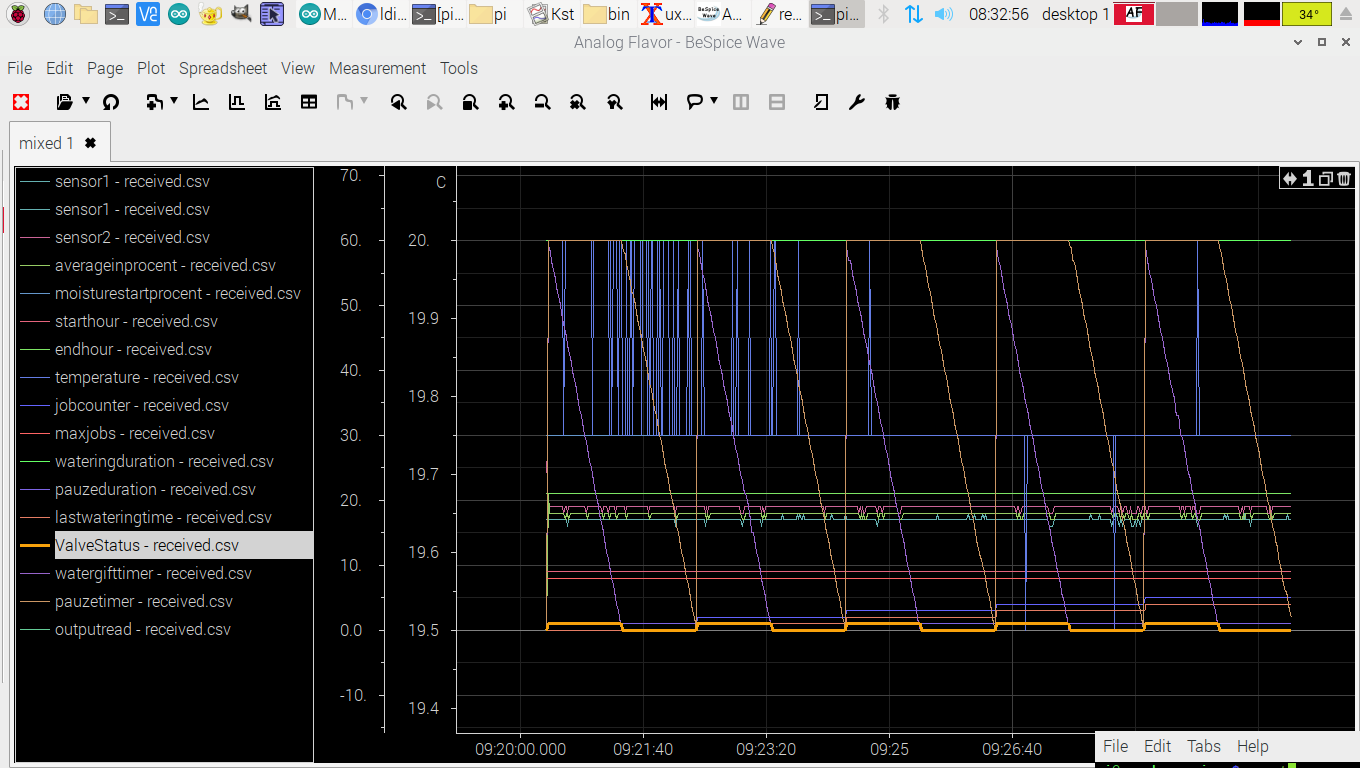 M... Idi... [pi... pi Kst bin ux... BeSpice Wave A... re... pi... 08:32:56 desktop 1 AF 34°
Analog Flavor - BeSpice Wave
File Edit Page Plot Spreadsheet View Measurement Tools
mixed 1
sensor1 - received.csv
sensor1 - received.csv
sensor2 - received.csv
averageinprocent - received.csv
moisturestartprocent - received.csv
starthour - received.csv
endhour - received.csv
temperature - received.csv
jobcounter - received.csv
maxjobs - received.csv
wateringduration - received.csv
pauzeduration - received.csv
lastwateringtime - received.csv
ValveStatus - received.csv
watergifttimer - received.csv
pauzetimer - received.csv
outputread - received.csv
70.
60.
50.
40.
30.
20.
10.
0.0
-10.
C
20.
19.9
19.8
19.7
19.6
19.5
19.4
1
09:20:00.000 09:21:40 09:23:20 09:25 09:26:40
File Edit Tabs Help